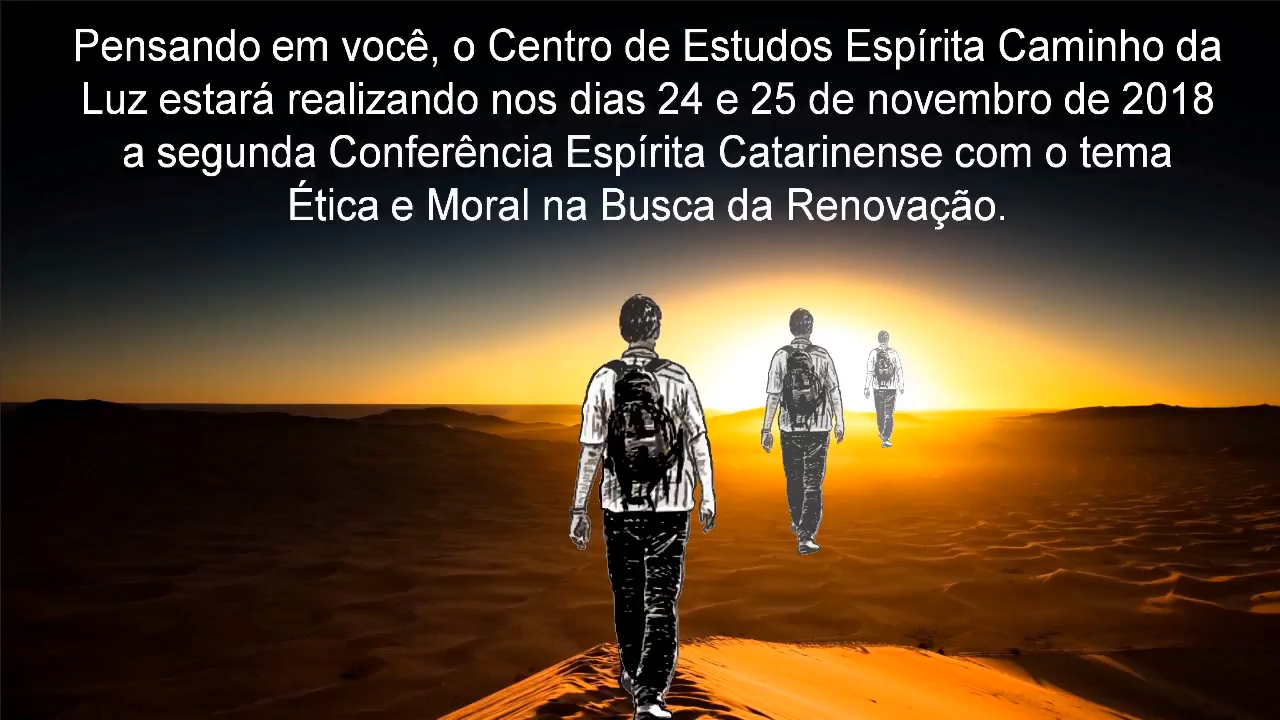 Pensando em você, o Centro de Estudos Espírita Caminho da
Luz estará realizando nos dias 24 e 25 de novembro de 2018
a segunda Conferência Espírita Catarinense com o tema
Ética e Moral na Busca da Renovação.